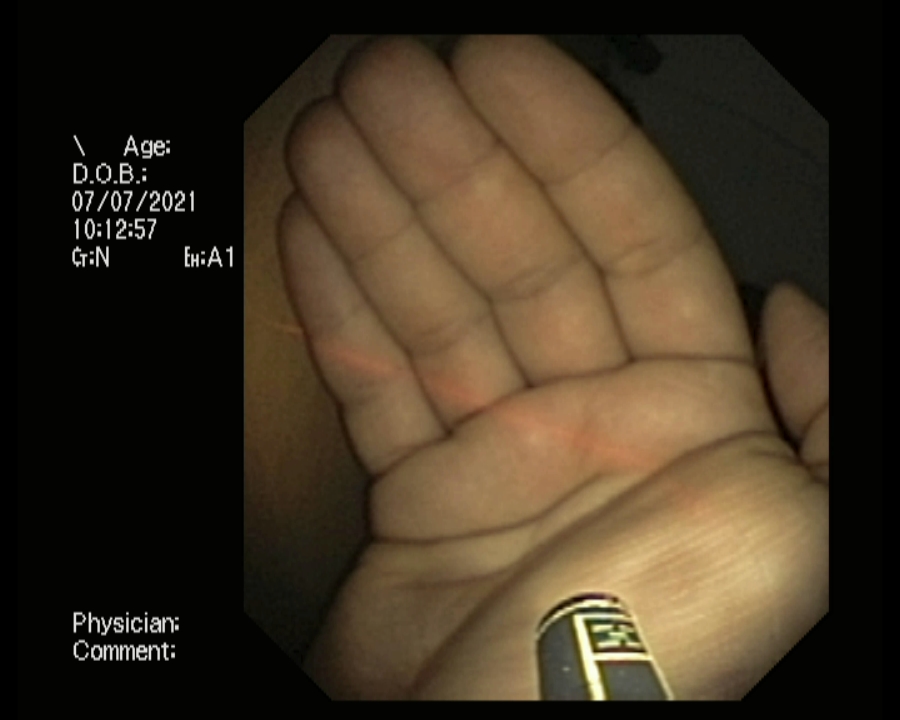 \ Age:
D.O.B.:
07/07/2021
10:12:57
Cr:N EH:A1
Physician:
Comment: